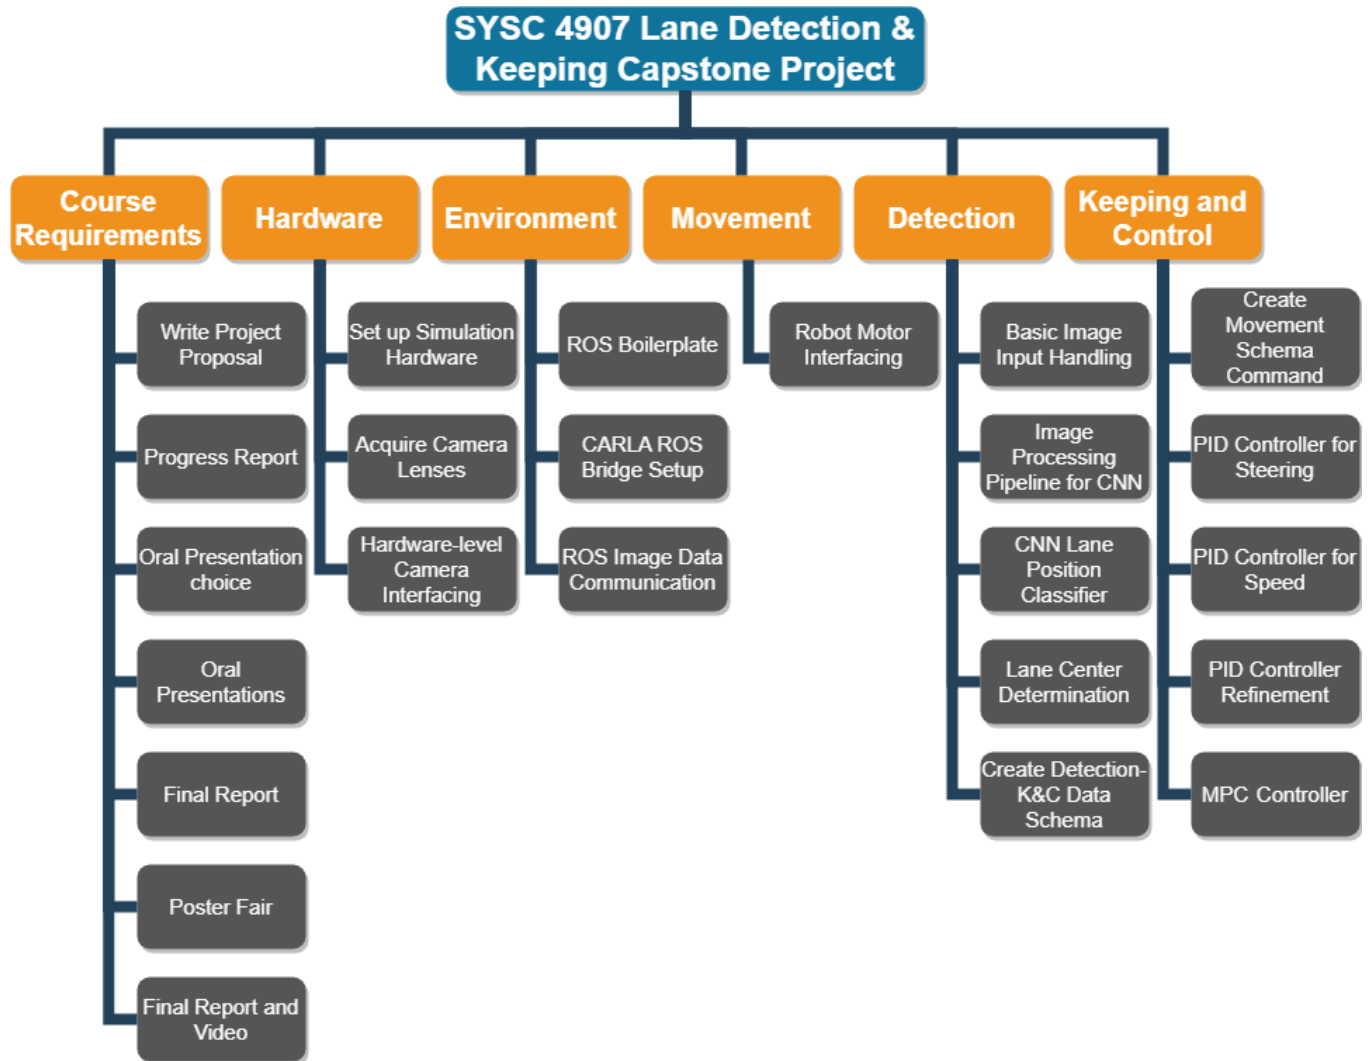 SYSC 4907 Lane Detection &
Keeping Capstone Project
Course
Requirements
Hardware
Environment
Movement
Detection
Keeping and
Control
Write Project
Proposal
Progress Report
Oral Presentation
choice
Oral
Presentations
Final Report
Poster Fair
Final Report and
Video
Set up Simulation
Hardware
Acquire Camera
Lenses
Hardware-level
Camera
Interfacing
ROS Boilerplate
CARLA ROS
Bridge Setup
ROS Image Data
Communication
Robot Motor
Interfacing
Basic Image
Input Handling
Image
Processing
Pipeline for CNN
CNN Lane
Position
Classifier
Lane Center
Determination
Create Detection-
K&C Data
Schema
Create
Movement
Schema
Command
PID Controller for
Steering
PID Controller for
Speed
PID Controller
Refinement
MPC Controller